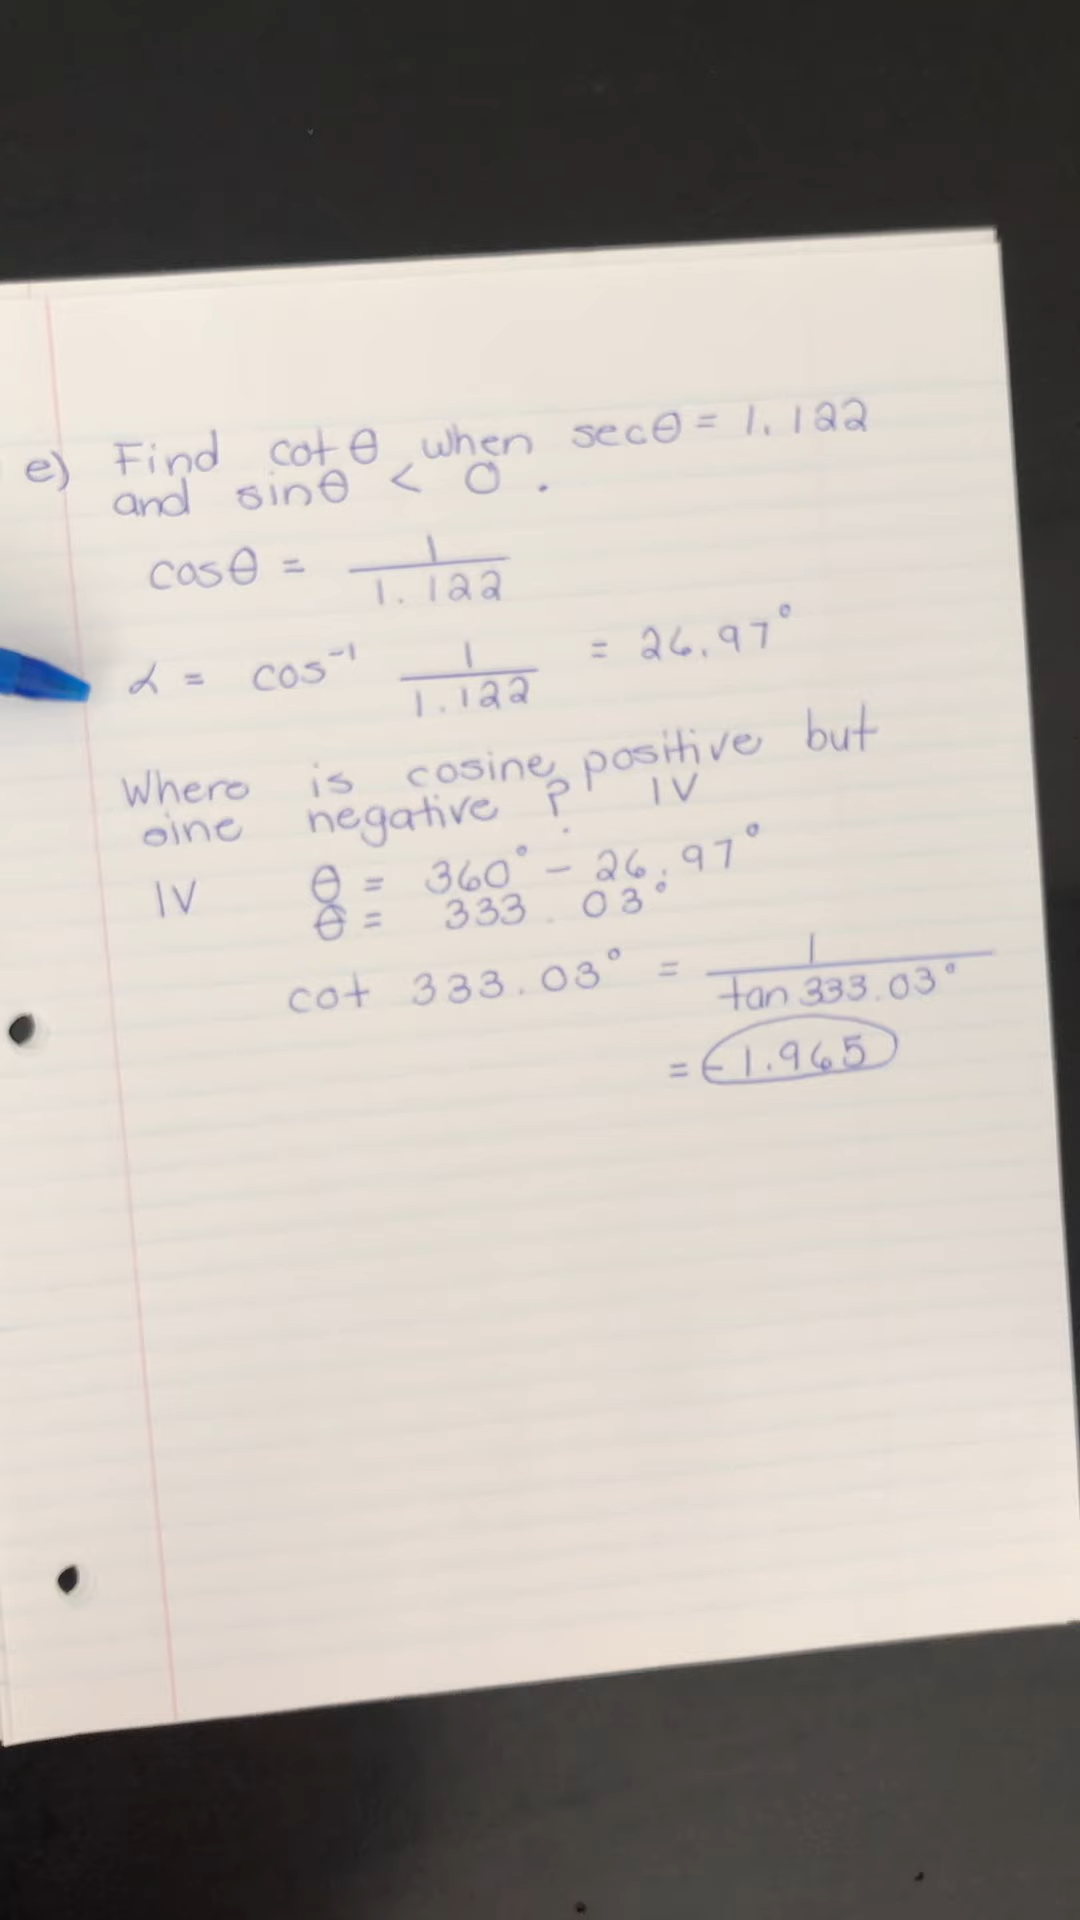 e) Find cot θ when sec θ = 1.122
and sin θ < 0.
cos θ = 1/1.122
α = cos⁻¹ 1/1.122 = 26.97°
Where is cosine positive but
sine negative? IV
IV θ = 360° - 26.97°
θ = 333.03°
cot 333.03° = 1/tan 333.03°
= -1.965